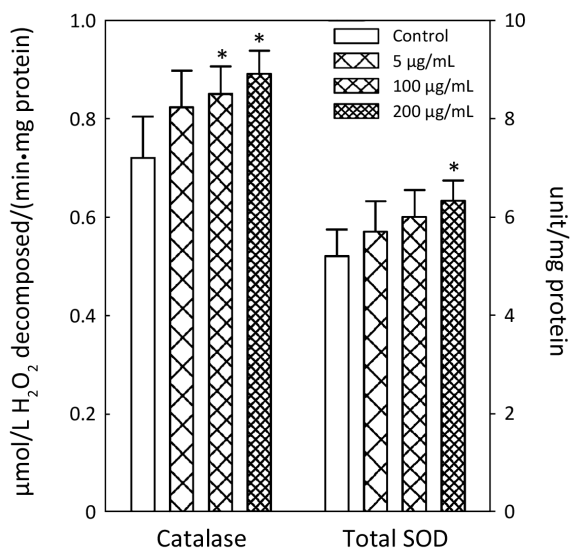 μmol/L H₂O₂ decomposed/(min•mg protein)
1.0
0.8
0.6
0.4
0.2
0
Control
5 μg/mL
100 μg/mL
200 μg/mL
*
*
*
10
8
6
4
2
0
unit/mg protein
Catalase
Total SOD